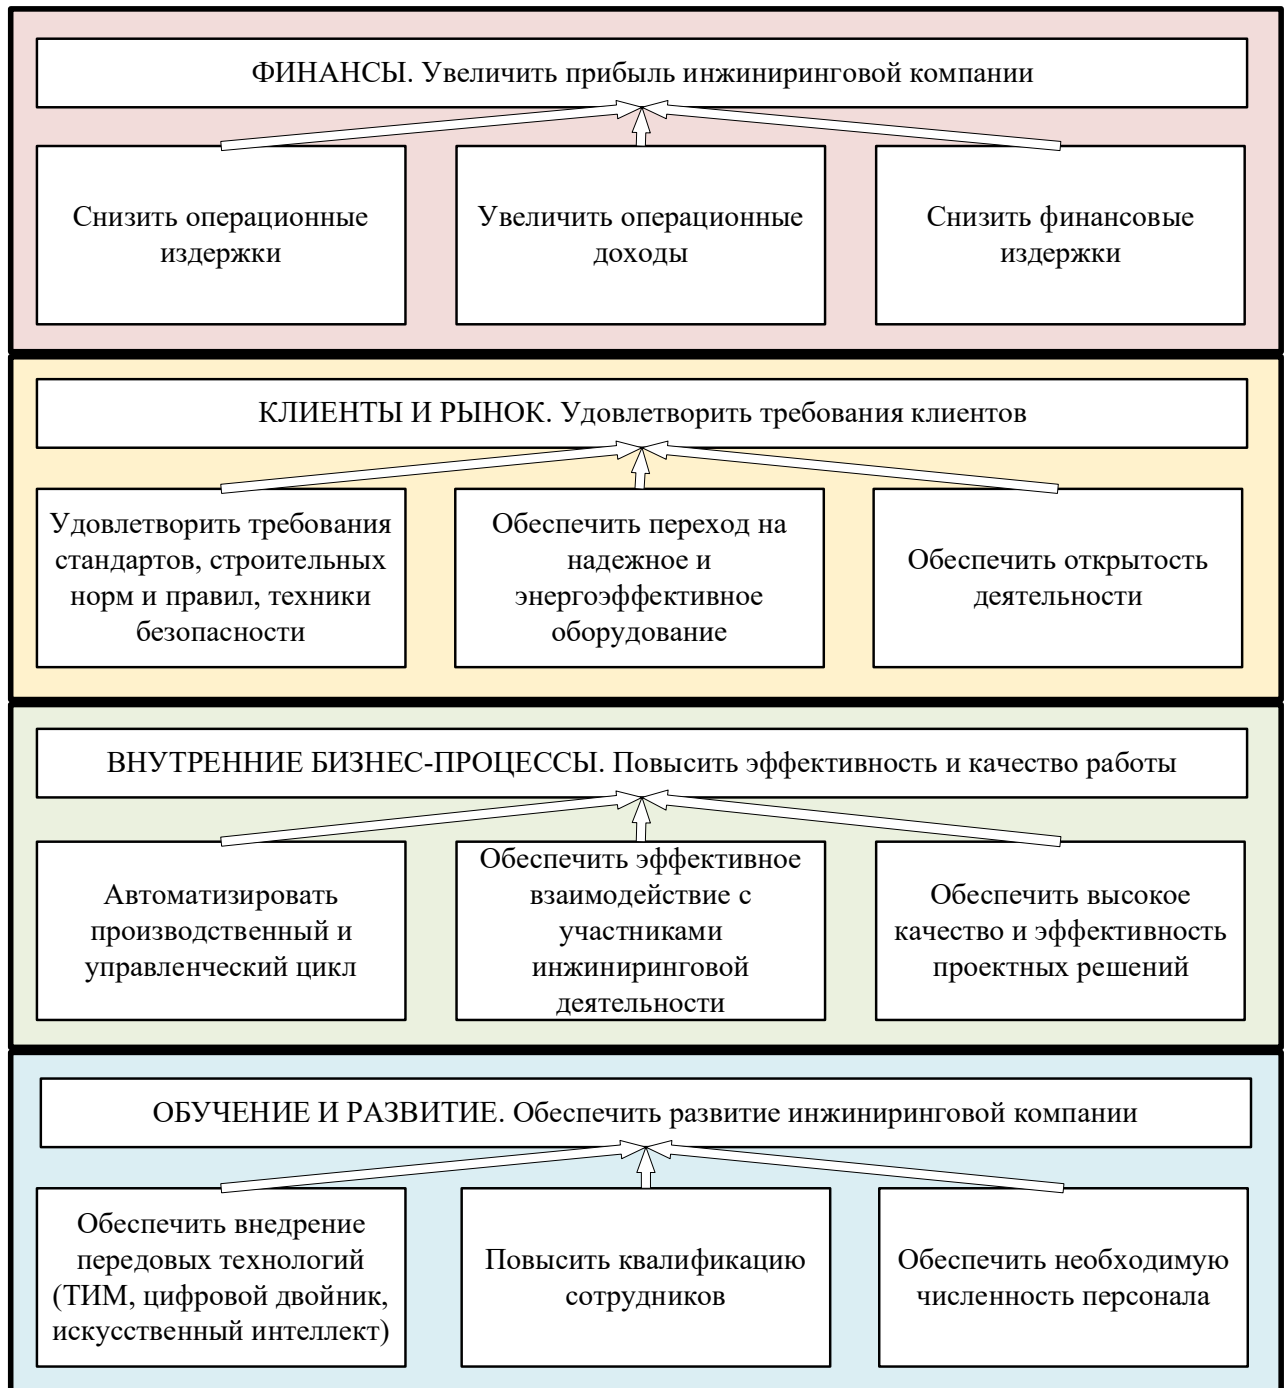 ФИНАНСЫ. Увеличить прибыль инжиниринговой компании
Снизить операционные
издержки
Увеличить операционные
доходы
Снизить финансовые
издержки
КЛИЕНТЫ И РЫНОК. Удовлетворить требования клиентов
Удовлетворить требования
стандартов, строительных
норм и правил, техники
безопасности
Обеспечить переход на
надежное и
энергоэффективное
оборудование
Обеспечить открытость
деятельности
ВНУТРЕННИЕ БИЗНЕС-ПРОЦЕССЫ. Повысить эффективность и качество работы
Автоматизировать
производственный и
управленческий цикл
Обеспечить эффективное
взаимодействие с
участниками
инжиниринговой
деятельности
Обеспечить высокое
качество и эффективность
проектных решений
ОБУЧЕНИЕ И РАЗВИТИЕ. Обеспечить развитие инжиниринговой компании
Обеспечить внедрение
передовых технологий
(ТИМ, цифровой двойник,
искусственный интеллект)
Повысить квалификацию
сотрудников
Обеспечить необходимую
численность персонала